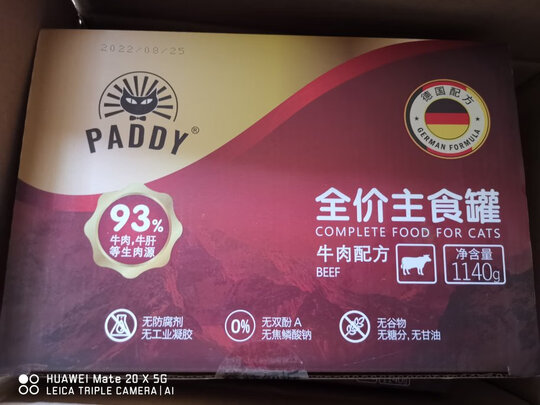 2022/08/25
PADDY®
德国配方
GERMAN FORMULA
93%
牛肉,牛肝
等生肉源
全价主食罐
COMPLETE FOOD FOR CATS
牛肉配方
BEEF
净含量
1140g
无防腐剂
无工业凝胶
0%
无双酚A
无焦鏻酸钠
无谷物
无糖分,无甘油
HUAWEI Mate 20 X 5G
LEICA TRIPLE CAMERA | AI